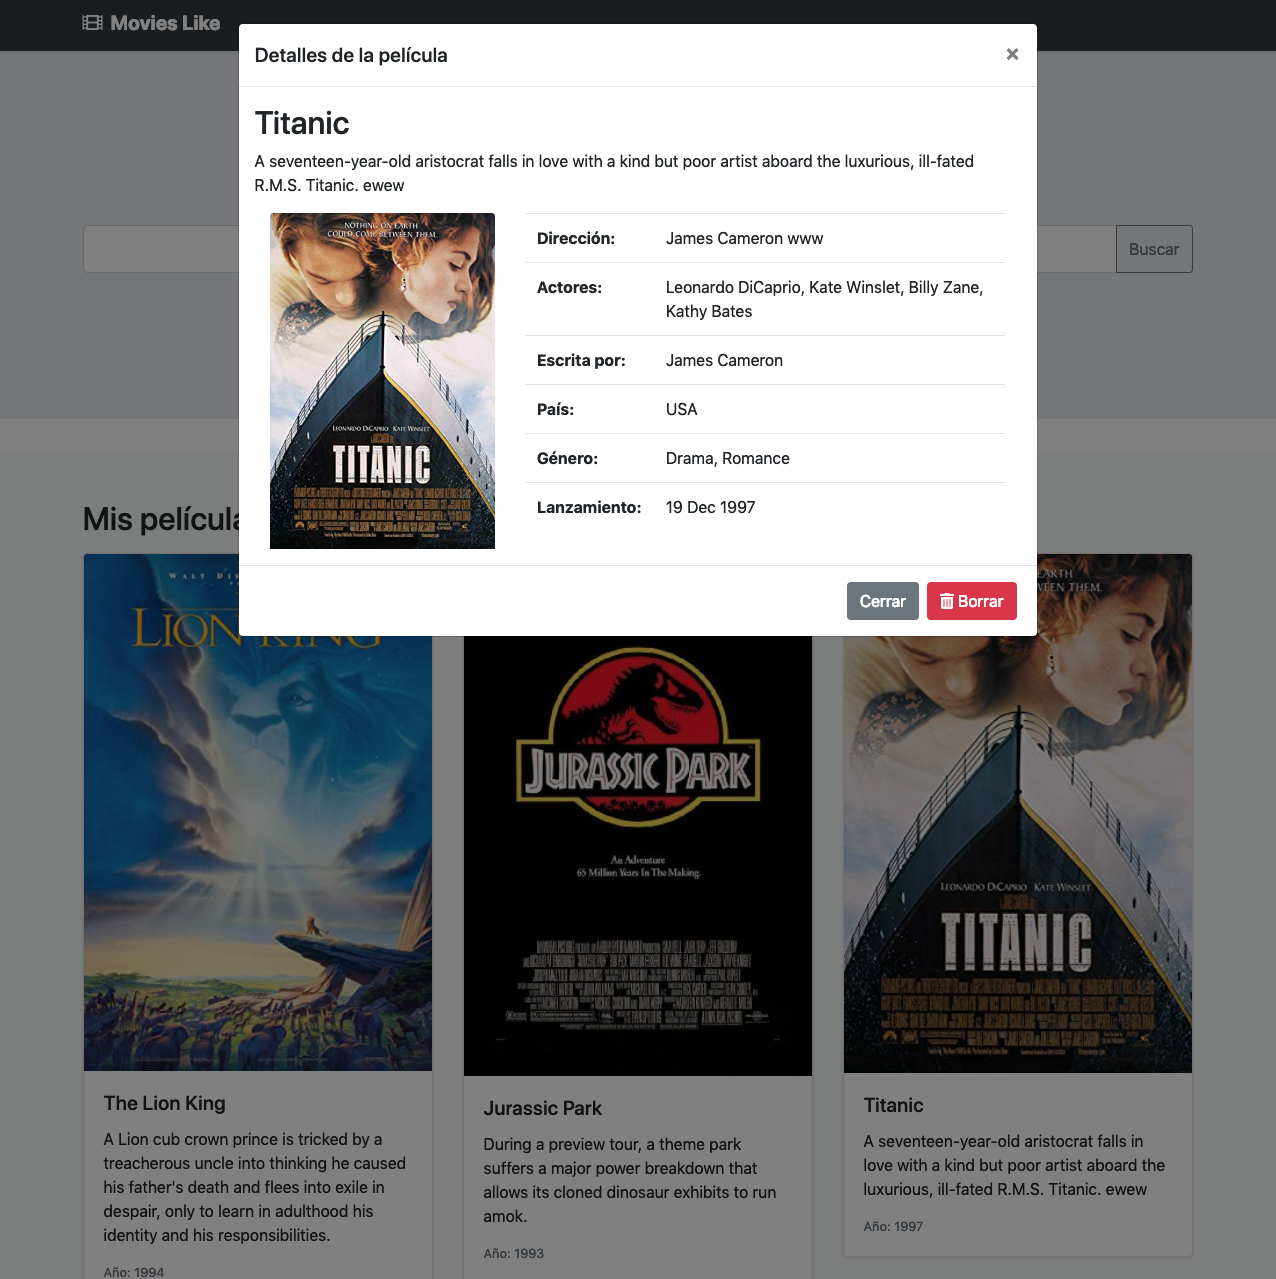 Movies Like
Detalles de la película
×
Titanic
A seventeen-year-old aristocrat falls in love with a kind but poor artist aboard the luxurious, ill-fated
R.M.S. Titanic. ewew
NOTHING ON EARTH
COULD COME BETWEEN THEM.
LEONARDO DICAPRIO KATE WINSLET
TITANIC
Dirección: James Cameron www
Actores: Leonardo DiCaprio, Kate Winslet, Billy Zane,
Kathy Bates
Escrita por: James Cameron
País: USA
Género: Drama, Romance
Lanzamiento: 19 Dec 1997
Cerrar
Borrar
Buscar
Mis película
WALT DIS
LION KING
JURASSIC PARK
An Adventure
65 Million Years In The Making.
EARTH
EEN THEM.
LEONARDO DICAPRIO KATE WINSLET
TITANIC
The Lion King
A Lion cub crown prince is tricked by a
treacherous uncle into thinking he caused
his father's death and flees into exile in
despair, only to learn in adulthood his
identity and his responsibilities.
Año: 1994
Jurassic Park
During a preview tour, a theme park
suffers a major power breakdown that
allows its cloned dinosaur exhibits to run
amok.
Año: 1993
Titanic
A seventeen-year-old aristocrat falls in
love with a kind but poor artist aboard the
luxurious, ill-fated R.M.S. Titanic. ewew
Año: 1997